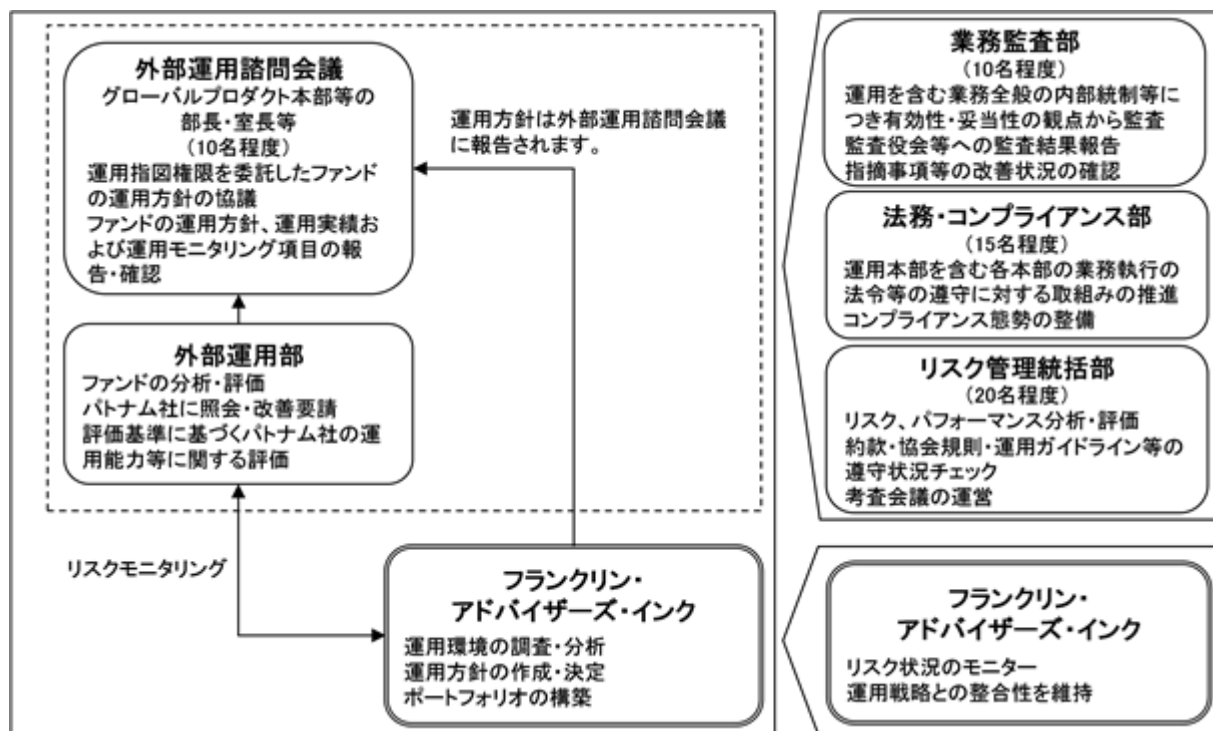 外部運用諮問会議
グローバルプロダクト本部等の
部長・室長等
(10名程度)
運用指図権限を委託したファンド
の運用方針の協議
ファンドの運用方針、運用実績お
よび運用モニタリング項目の報
告・確認
運用方針は外部運用諮問会議
に報告されます。
外部運用部
ファンドの分析・評価
パトナム社に照会・改善要請
評価基準に基づくパトナム社の運
用能力等に関する評価
リスクモニタリング
フランクリン・
アドバイザーズ・インク
運用環境の調査・分析
運用方針の作成・決定
ポートフォリオの構築
業務監査部
(10名程度)
運用を含む業務全般の内部統制等に
つき有効性・妥当性の観点から監査
監査役会等への監査結果報告
指摘事項等の改善状況の確認
法務・コンプライアンス部
(15名程度)
運用本部を含む各本部の業務執行の
法令等の遵守に対する取組みの推進
コンプライアンス態勢の整備
リスク管理統括部
(20名程度)
リスク、パフォーマンス分析・評価
約款・協会規則・運用ガイドライン等の
遵守状況チェック
考査会議の運営
フランクリン・
アドバイザーズ・インク
リスク状況のモニター
運用戦略との整合性を維持